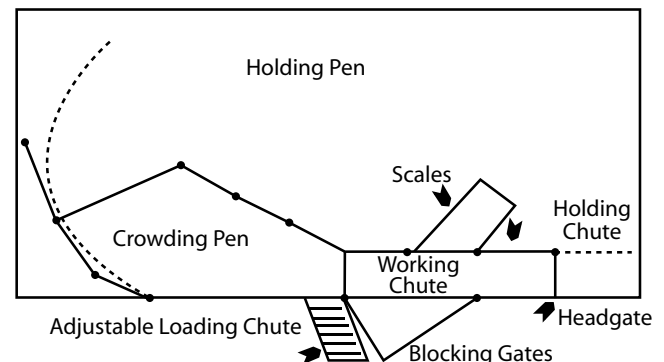 Holding Pen
Scales
Holding
Chute
Crowding Pen
Working
Chute
Adjustable Loading Chute
Headgate
Blocking Gates